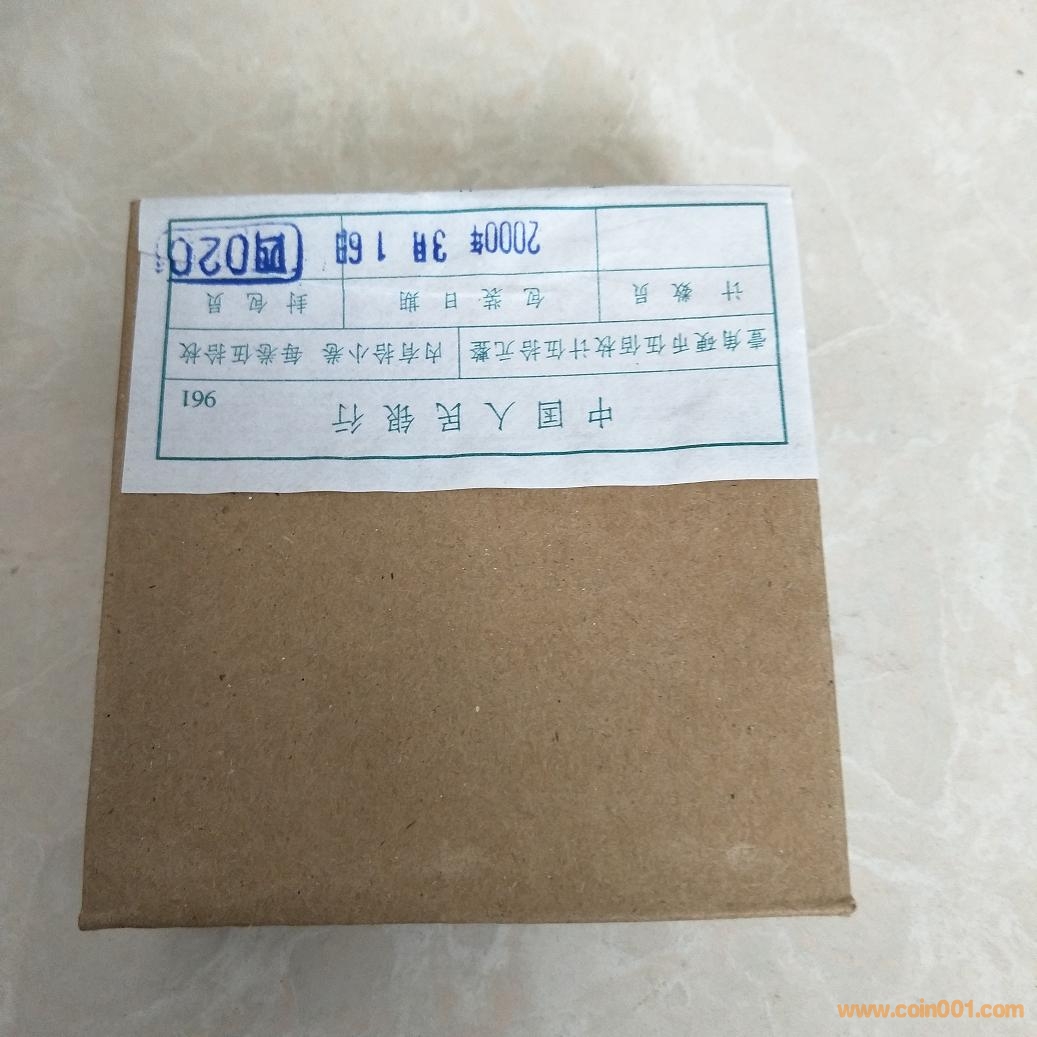 中国人民银行 961
壹角硬币伍佰枚计伍拾元整 内有拾小卷 每卷伍拾枚
计数员 包装日期 封包员
2000年3月16日 四020
www.coin001.com